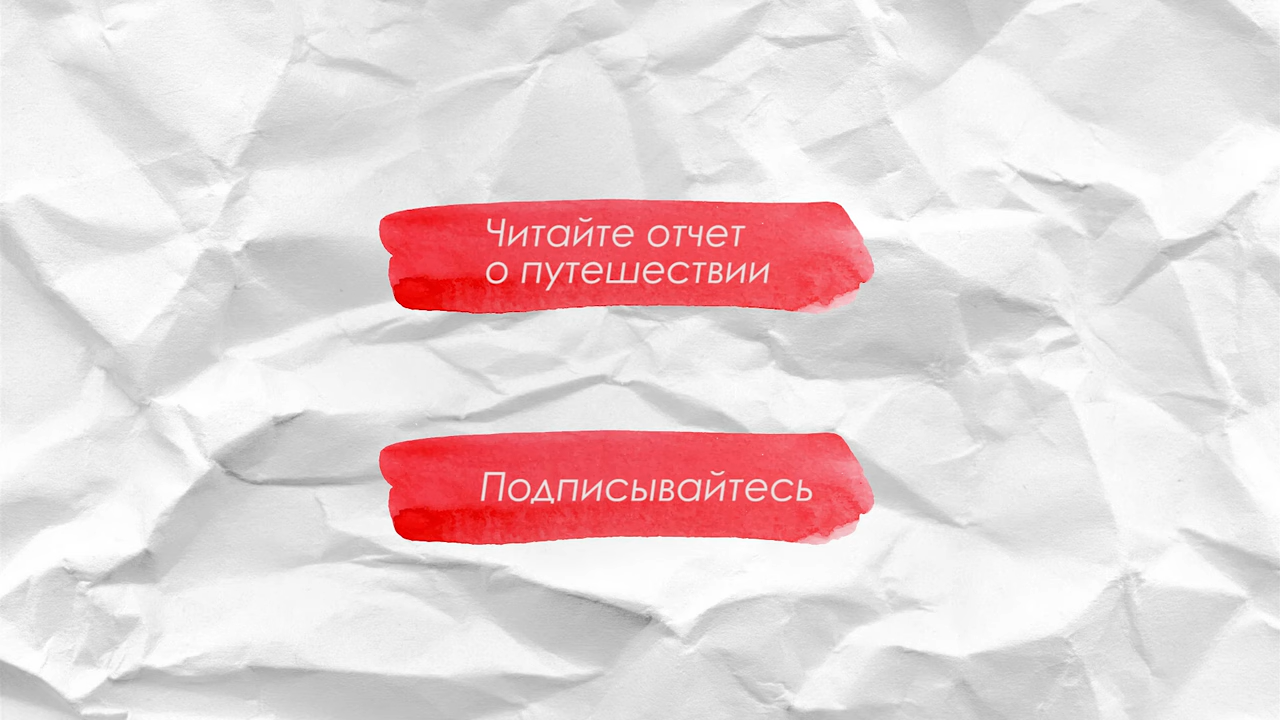 Читайте отчет
о путешествии
Подписывайтесь